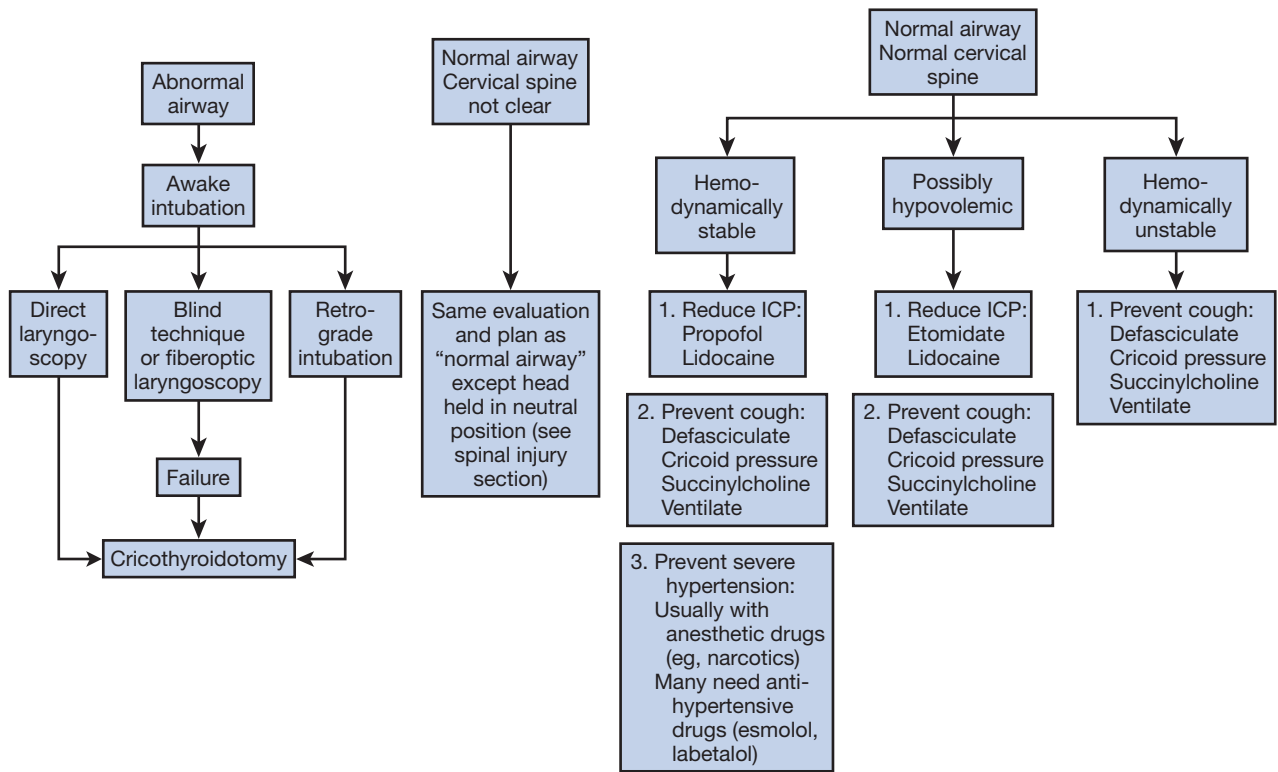 Abnormal
airway
Awake
intubation
Direct
laryngo-
scopy
Blind
technique
or fiberoptic
laryngoscopy
Retro-
grade
intubation
Failure
Cricothyroidotomy
Normal airway
Cervical spine
not clear
Same evaluation
and plan as
“normal airway”
except head
held in neutral
position (see
spinal injury
section)
Normal airway
Normal cervical
spine
Hemo-
dynamically
stable
1. Reduce ICP:
Propofol
Lidocaine
2. Prevent cough:
Defasciculate
Cricoid pressure
Succinylcholine
Ventilate
3. Prevent severe
hypertension:
Usually with
anesthetic drugs
(eg, narcotics)
Many need anti-
hypertensive
drugs (esmolol,
labetalol)
Possibly
hypovolemic
1. Reduce ICP:
Etomidate
Lidocaine
2. Prevent cough:
Defasciculate
Cricoid pressure
Succinylcholine
Ventilate
Hemo-
dynamically
unstable
1. Prevent cough:
Defasciculate
Cricoid pressure
Succinylcholine
Ventilate